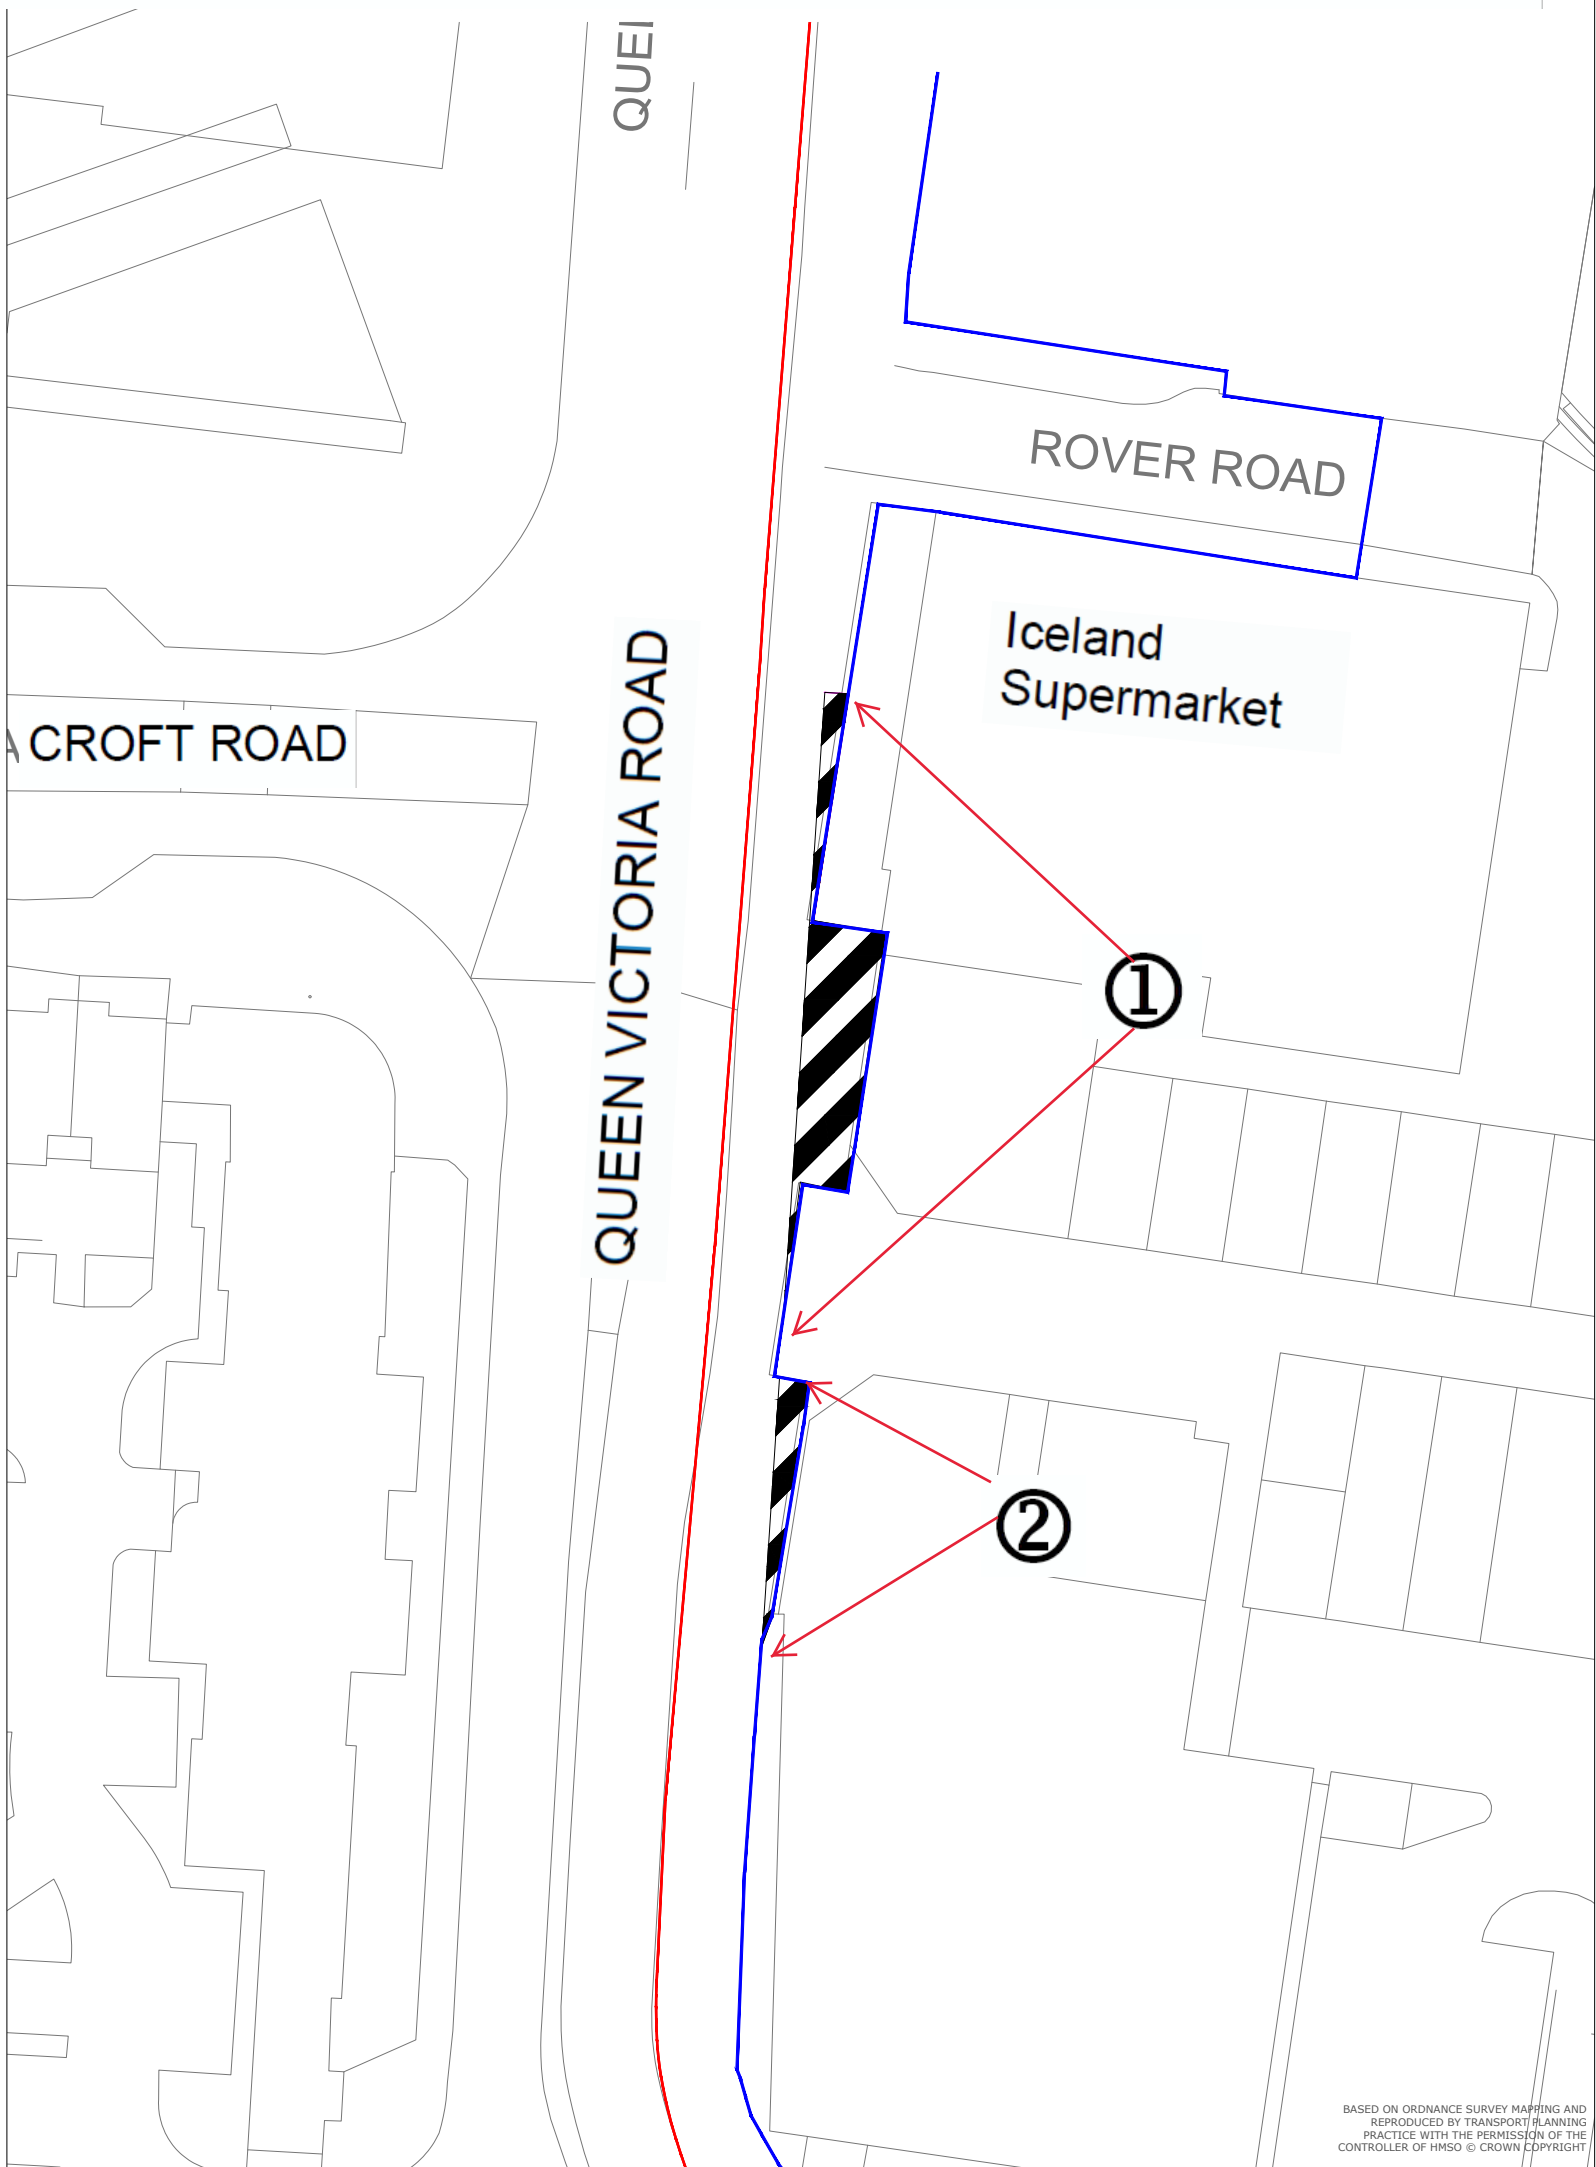 QUEI
ROVER ROAD
Iceland
Supermarket
CROFT ROAD
QUEEN VICTORIA ROAD
1
2
BASED ON ORDNANCE SURVEY MAPPING AND
REPRODUCED BY TRANSPORT PLANNING
PRACTICE WITH THE PERMISSION OF THE
CONTROLLER OF HMSO © CROWN COPYRIGHT